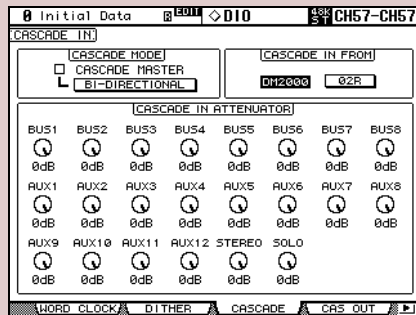 0 Initial Data R EDIT ◇DIO 48K ST CH57-CH57
CASCADE IN
CASCADE MODE
CASCADE MASTER
BI-DIRECTIONAL
CASCADE IN FROM
DM2000 02R
CASCADE IN ATTENUATOR
BUS1 BUS2 BUS3 BUS4 BUS5 BUS6 BUS7 BUS8
0dB 0dB 0dB 0dB 0dB 0dB 0dB 0dB
AUX1 AUX2 AUX3 AUX4 AUX5 AUX6 AUX7 AUX8
0dB 0dB 0dB 0dB 0dB 0dB 0dB 0dB
AUX9 AUX10 AUX11 AUX12 STEREO SOLO
0dB 0dB 0dB 0dB 0dB 0dB
WORD CLOCK DITHER CASCADE CAS OUT